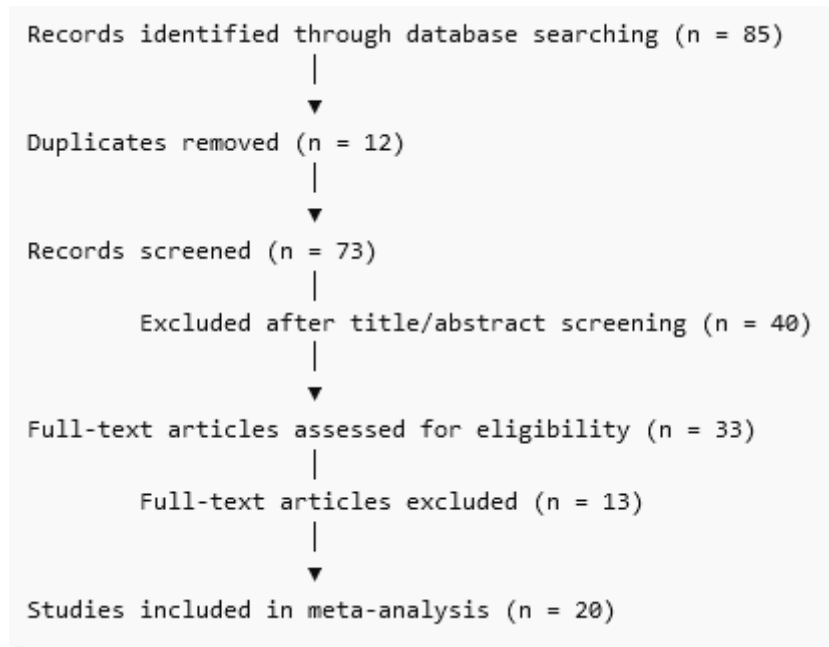 Records identified through database searching (n = 85)
Duplicates removed (n = 12)
Records screened (n = 73)
Excluded after title/abstract screening (n = 40)
Full-text articles assessed for eligibility (n = 33)
Full-text articles excluded (n = 13)
Studies included in meta-analysis (n = 20)